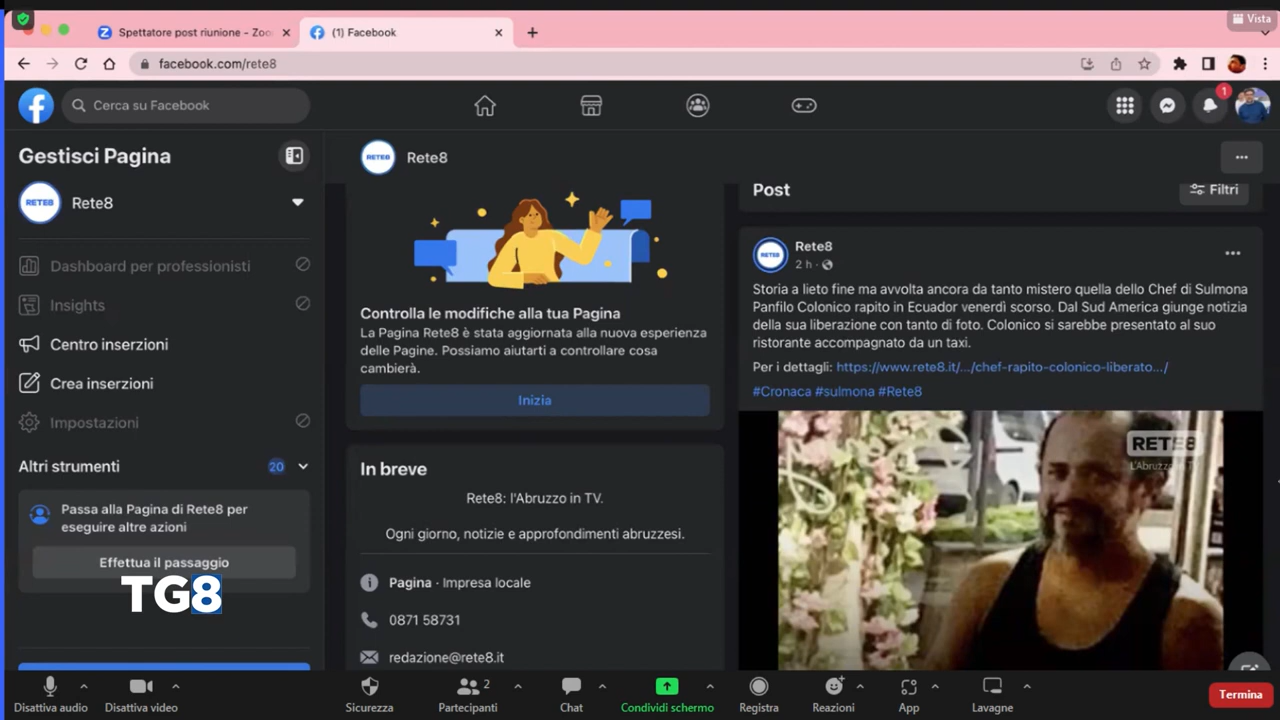 Vista
Spettatore post riunione - Zoo
(1) Facebook
facebook.com/rete8
Cerca su Facebook
1
Gestisci Pagina
RETE8
Rete8
Dashboard per professionisti
Insights
Centro inserzioni
Crea inserzioni
Impostazioni
Altri strumenti
20
Passa alla Pagina di Rete8 per
eseguire altre azioni
Effettua il passaggio
TG8
RETE8
Rete8
Controlla le modifiche alla tua Pagina
La Pagina Rete8 è stata aggiornata alla nuova esperienza
delle Pagine. Possiamo aiutarti a controllare cosa
cambierà.
Inizia
In breve
Rete8: l'Abruzzo in TV.
Ogni giorno, notizie e approfondimenti abruzzesi.
Pagina · Impresa locale
0871 58731
redazione@rete8.it
Post
Filtri
RETE8
Rete8
2 h ·
Storia a lieto fine ma avvolta ancora da tanto mistero quella dello Chef di Sulmona
Panfilo Colonico rapito in Ecuador venerdì scorso. Dal Sud America giunge notizia
della sua liberazione con tanto di foto. Colonico si sarebbe presentato al suo
ristorante accompagnato da un taxi.
Per i dettagli: https://www.rete8.it/.../chef-rapito-colonico-liberato.../
#Cronaca #sulmona #Rete8
RETE8
L'Abruzzo in TV
Disattiva audio
Disattiva video
Sicurezza
2
Partecipanti
Chat
Condividi schermo
Registra
Reazioni
App
Lavagne
Termina